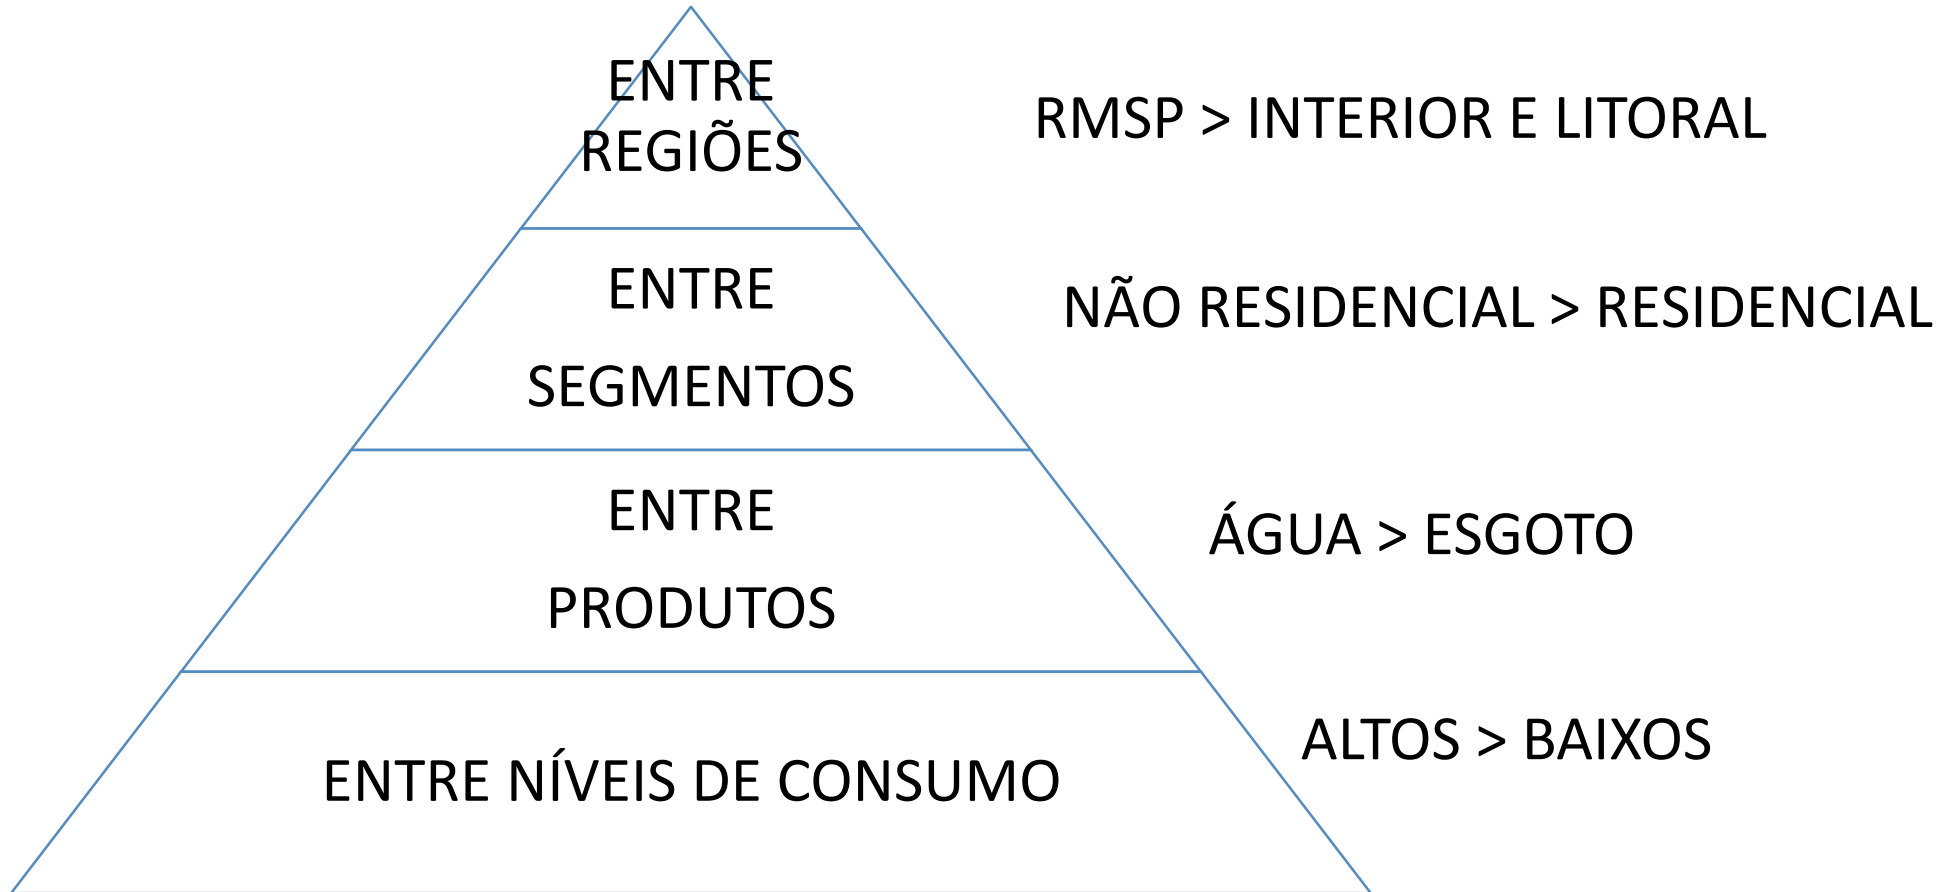 ENTRE
REGIÕES
RMSP > INTERIOR E LITORAL
ENTRE
SEGMENTOS
NÃO RESIDENCIAL > RESIDENCIAL
ENTRE
PRODUTOS
ÁGUA > ESGOTO
ENTRE NÍVEIS DE CONSUMO
ALTOS > BAIXOS